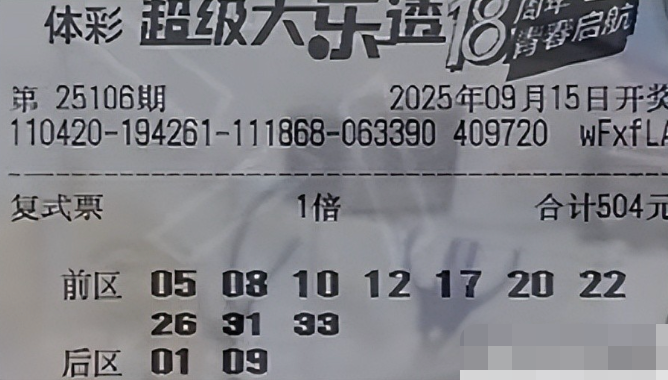 体彩 超级大乐透 18周年 青春启航
第 25106期 2025年09月15日开奖
110420-194261-111868-063390 409720 wFxfLA
复式票 1倍 合计504元
前区 05 08 10 12 17 20 22
26 31 33
后区 01 09